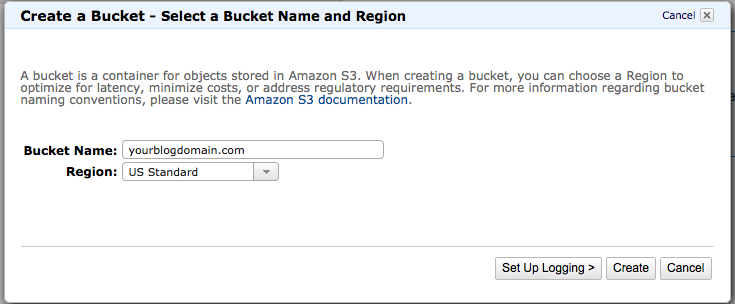 Create a Bucket - Select a Bucket Name and Region
Cancel
A bucket is a container for objects stored in Amazon S3. When creating a bucket, you can choose a Region to
optimize for latency, minimize costs, or address regulatory requirements. For more information regarding bucket
naming conventions, please visit the Amazon S3 documentation.
Bucket Name: yourblogdomain.com
Region: US Standard
Set Up Logging > Create Cancel